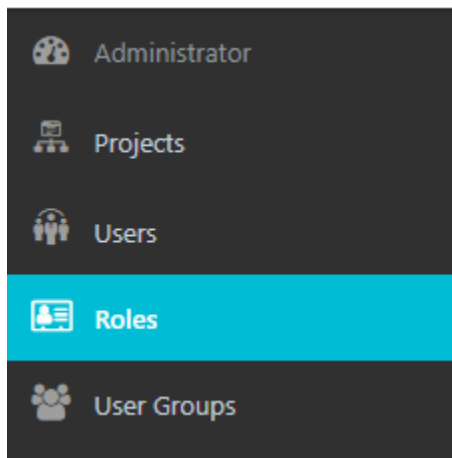 Administrator
Projects
Users
Roles
User Groups